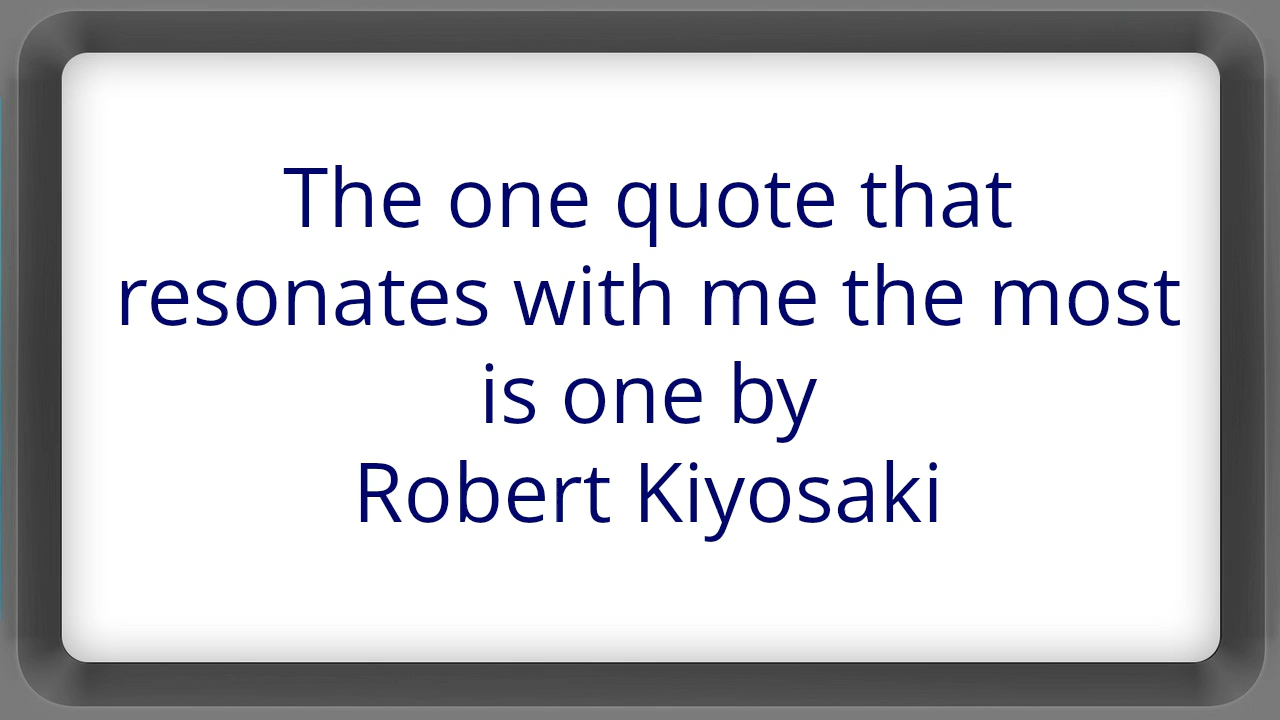 The one quote that
resonates with me the most
is one by
Robert Kiyosaki